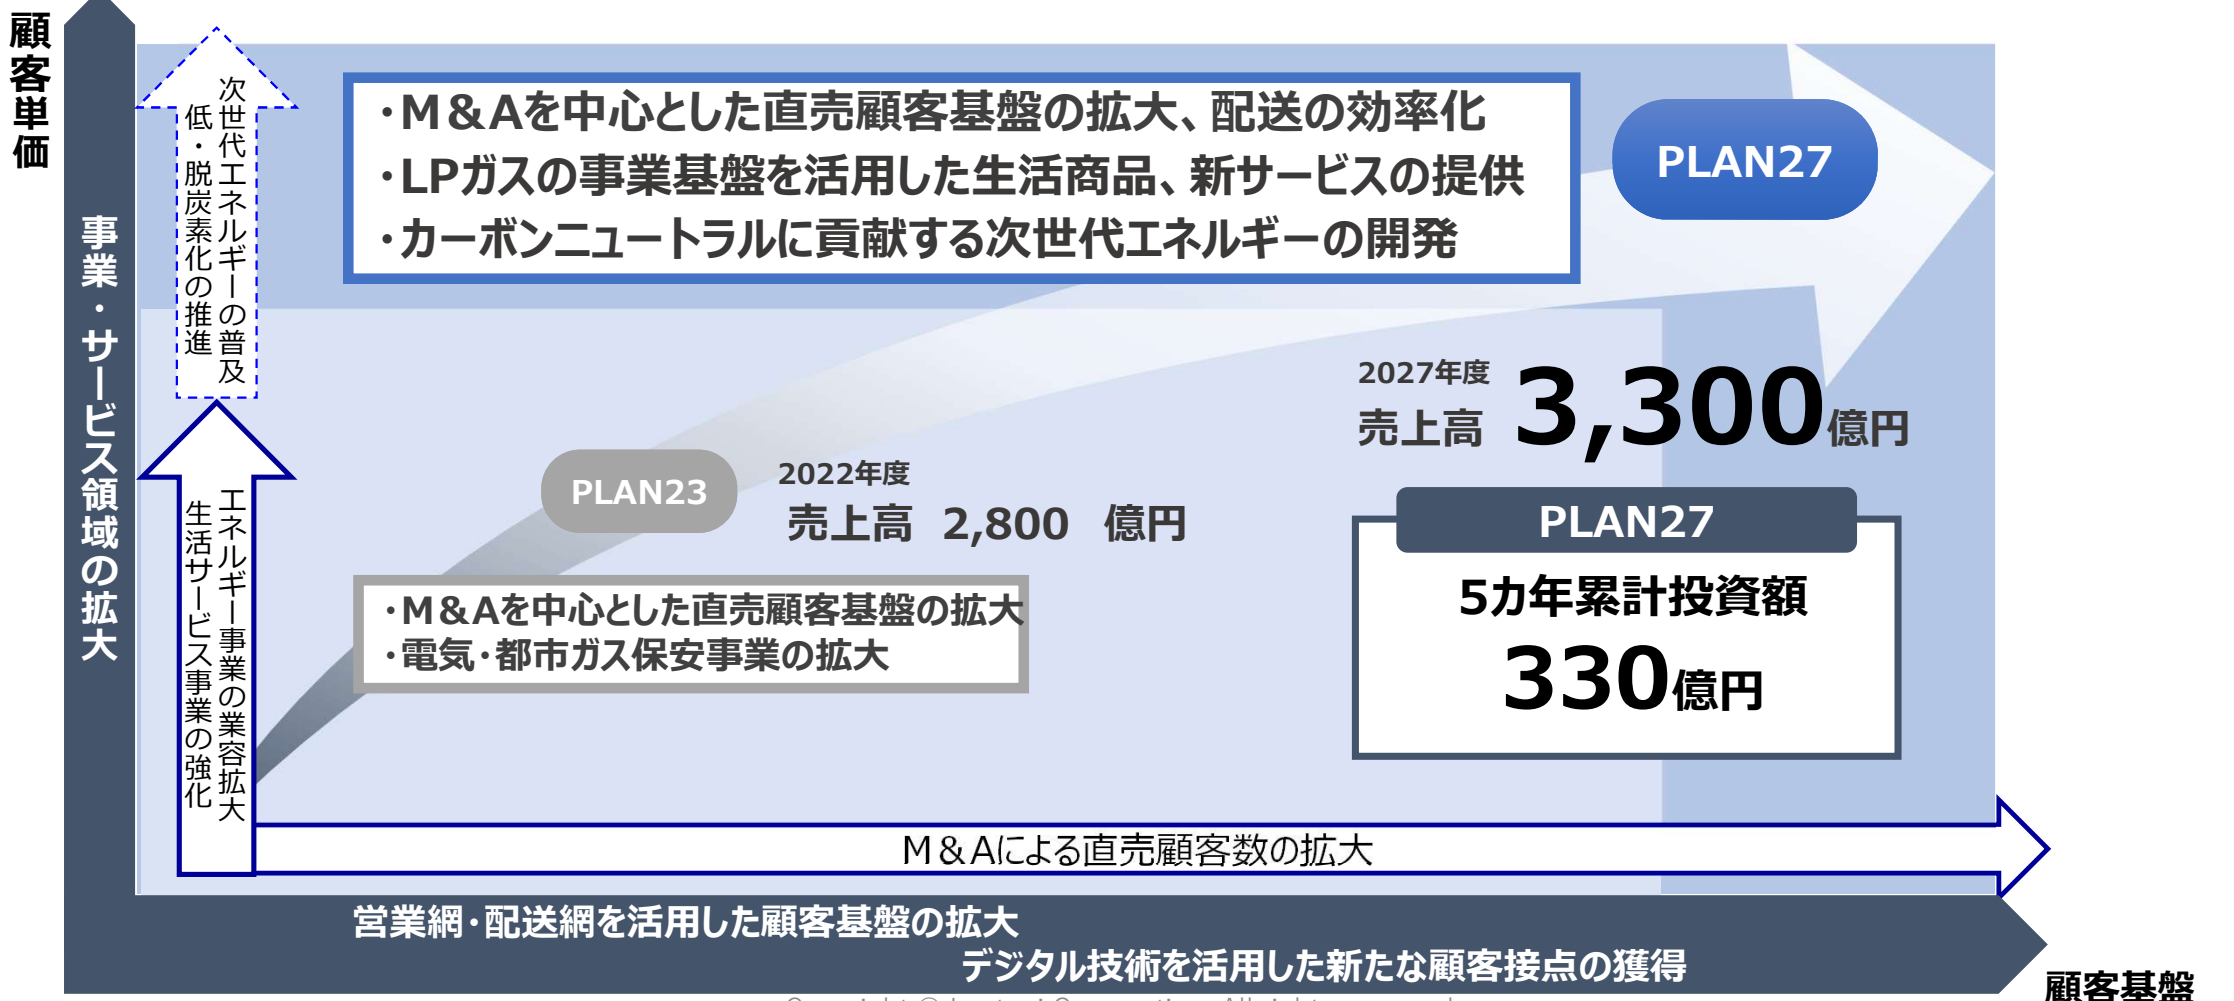 顧客単価
事業・サービス領域の拡大
次世代エネルギーの普及
低・脱炭素化の推進
エネルギー事業の業容拡大
生活サービス事業の強化
・M&Aを中心とした直売顧客基盤の拡大、配送の効率化
・LPガスの事業基盤を活用した生活商品、新サービスの提供
・カーボンニュートラルに貢献する次世代エネルギーの開発
PLAN27
2027年度
売上高 3,300億円
PLAN23
2022年度
売上高 2,800 億円
・M&Aを中心とした直売顧客基盤の拡大
・電気・都市ガス保安事業の拡大
PLAN27
5カ年累計投資額
330億円
M&Aによる直売顧客数の拡大
営業網・配送網を活用した顧客基盤の拡大
デジタル技術を活用した新たな顧客接点の獲得
顧客基盤